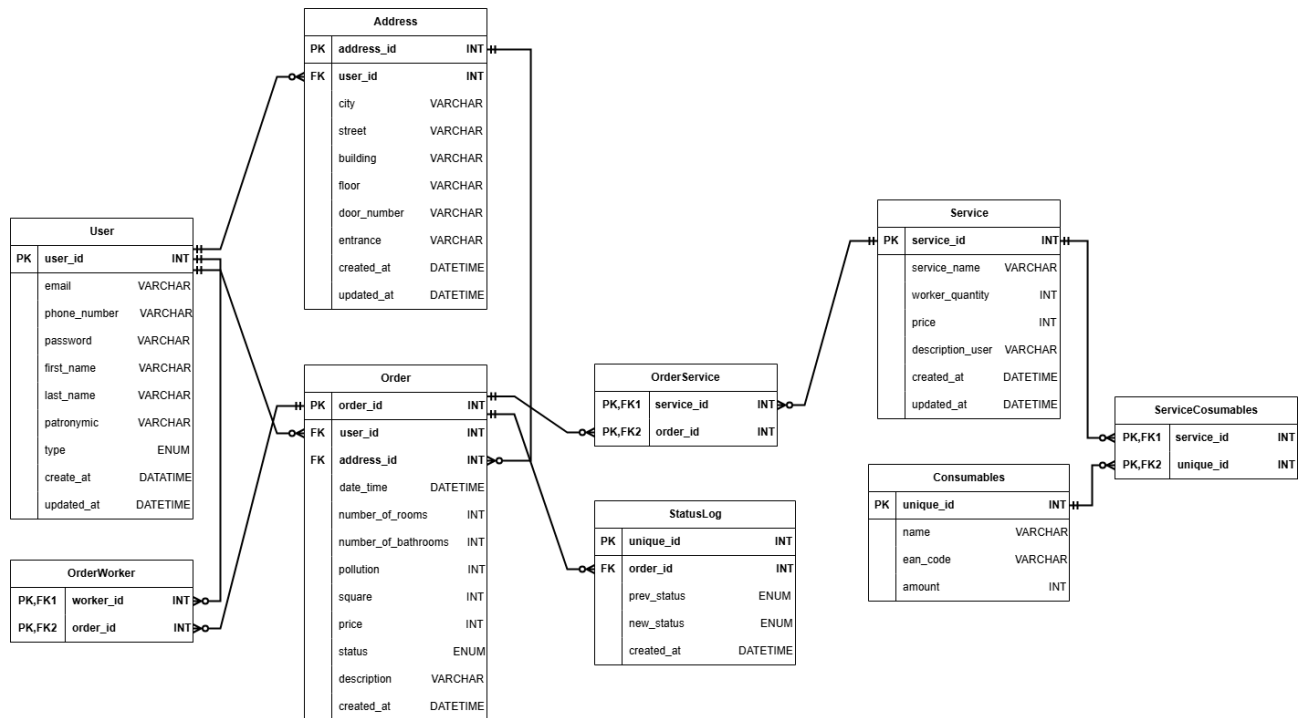 Address
PK address_id INT
FK user_id INT
city VARCHAR
street VARCHAR
building VARCHAR
floor VARCHAR
door_number VARCHAR
entrance VARCHAR
created_at DATETIME
updated_at DATETIME
User
PK user_id INT
email VARCHAR
phone_number VARCHAR
password VARCHAR
first_name VARCHAR
last_name VARCHAR
patronymic VARCHAR
type ENUM
create_at DATATIME
updated_at DATETIME
OrderWorker
PK,FK1 worker_id INT
PK,FK2 order_id INT
Order
PK order_id INT
FK user_id INT
FK address_id INT
date_time DATETIME
number_of_rooms INT
number_of_bathrooms INT
pollution INT
square INT
price INT
status ENUM
description VARCHAR
created_at DATETIME
OrderService
PK,FK1 service_id INT
PK,FK2 order_id INT
StatusLog
PK unique_id INT
FK order_id INT
prev_status ENUM
new_status ENUM
created_at DATETIME
Service
PK service_id INT
service_name VARCHAR
worker_quantity INT
price INT
description_user VARCHAR
created_at DATETIME
updated_at DATETIME
Consumables
PK unique_id INT
name VARCHAR
ean_code VARCHAR
amount INT
ServiceCosumables
PK,FK1 service_id INT
PK,FK2 unique_id INT